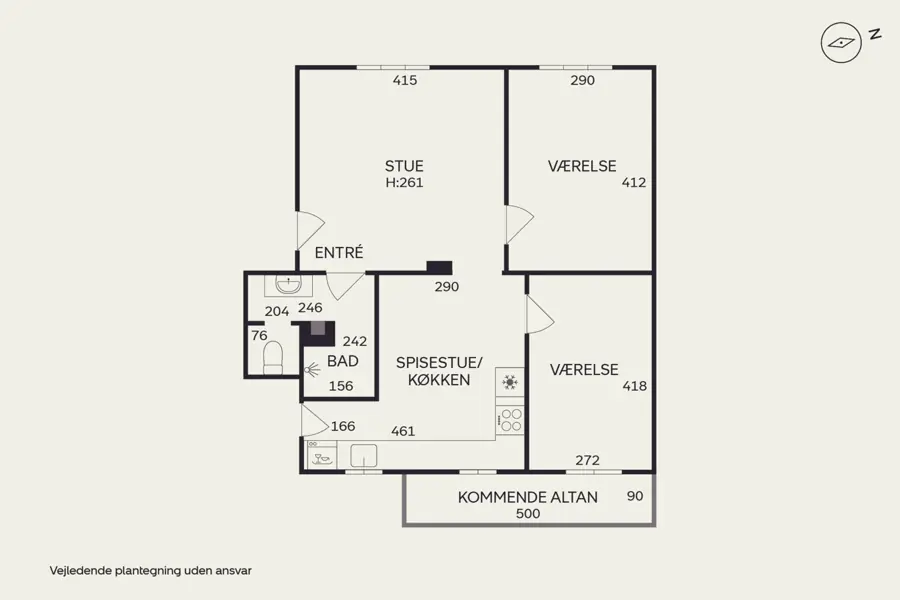 N
415
290
STUE
H:261
VÆRELSE
412
ENTRÉ
290
204
246
76
242
BAD
156
SPISESTUE/
KØKKEN
VÆRELSE
418
166
461
272
KOMMENDE ALTAN
90
500
Vejledende plantegning uden ansvar